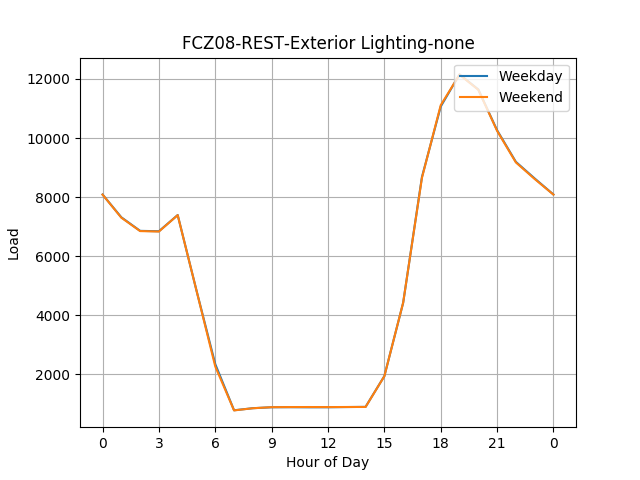 FCZ08-REST-Exterior Lighting-none
Weekday
Weekend
12000
10000
8000
6000
4000
2000
Load
0 3 6 9 12 15 18 21 0
Hour of Day